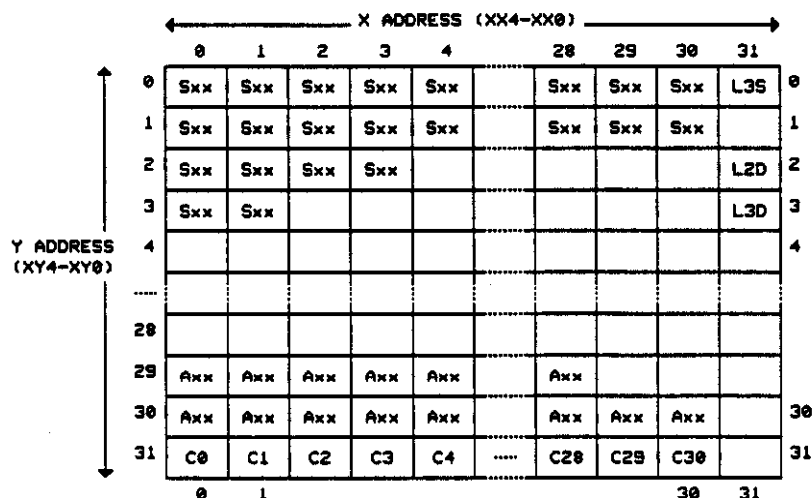 X ADDRESS (XX4-XX0)
0 1 2 3 4 28 29 30 31
0 Sxx Sxx Sxx Sxx Sxx Sxx Sxx Sxx L3S 0
1 Sxx Sxx Sxx Sxx Sxx Sxx Sxx Sxx 1
2 Sxx Sxx Sxx Sxx L2D 2
3 Sxx Sxx L3D 3
Y ADDRESS 4 4
(XY4-XY0)
.....
28
29 Axx Axx Axx Axx Axx Axx
30 Axx Axx Axx Axx Axx Axx Axx Axx 30
31 C0 C1 C2 C3 C4 ..... C28 C29 C30 31
0 1 30 31